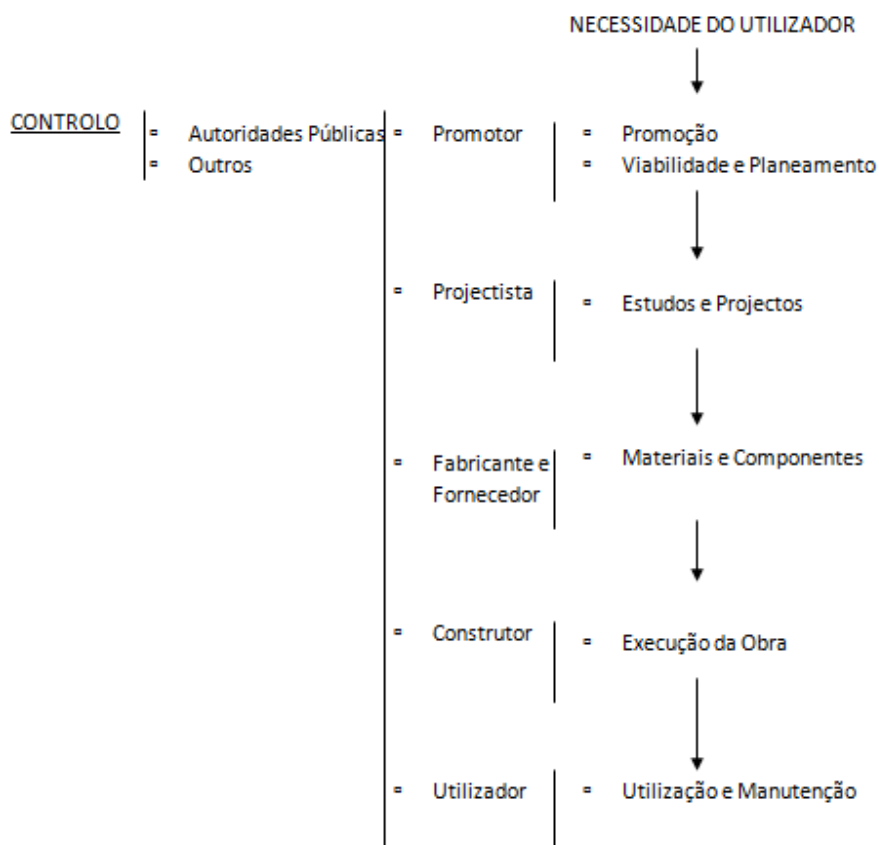 NECESSIDADE DO UTILIZADOR
CONTROLO
Autoridades Públicas
Outros
Promotor
Promoção
Viabilidade e Planeamento
Projectista
Estudos e Projectos
Fabricante e
Fornecedor
Materiais e Componentes
Construtor
Execução da Obra
Utilizador
Utilização e Manutenção